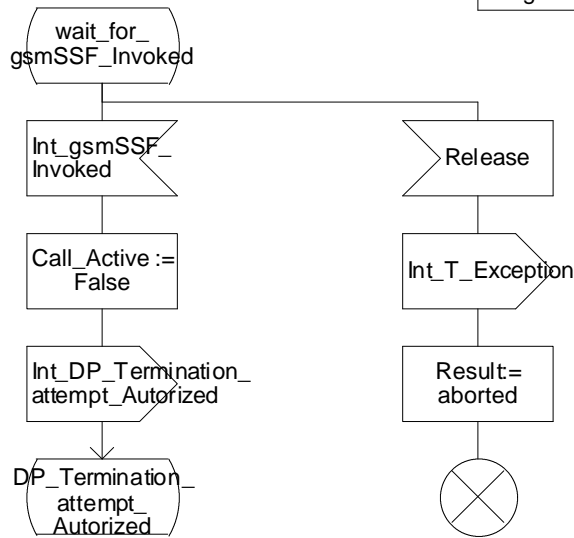 wait_for_
gsmSSF_Invoked
Int_gsmSSF_
Invoked
Release
Call_Active :=
False
Int_T_Exception
Int_DP_Termination_
attempt_Autorized
Result:=
aborted
DP_Termination_
attempt_
Autorized